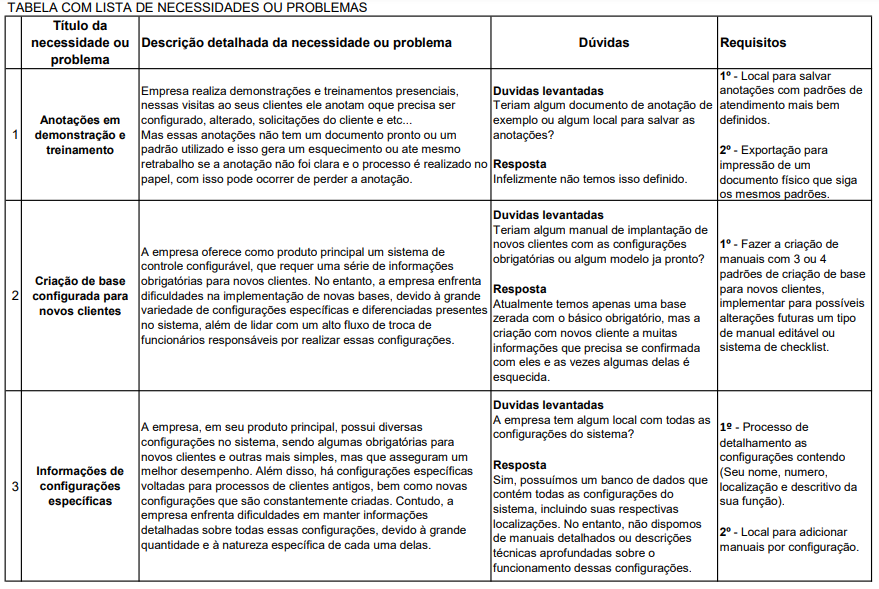 TABELA COM LISTA DE NECESSIDADES OU PROBLEMAS
Título da
necessidade ou
problema
Descrição detalhada da necessidade ou problema
Dúvidas
Requisitos
1
Anotações em
demonstração e
treinamento
Empresa realiza demonstrações e treinamentos presenciais,
nessas visitas ao seus clientes ele anotam oque precisa ser
configurado, alterado, solicitações do cliente e etc...
Mas essas anotações não tem um documento pronto ou um
padrão utilizado e isso gera um esquecimento ou ate mesmo
retrabalho se a anotação não foi clara e o processo é realizado no
papel, com isso pode ocorrer de perder a anotação.
Duvidas levantadas
Teriam algum documento de anotação de
exemplo ou algum local para salvar as
anotações?
Resposta
Infelizmente não temos isso definido.
1º - Local para salvar
anotações com padrões de
atendimento mais bem
definidos.
2º - Exportação para
impressão de um
documento físico que siga
os mesmos padrões.
2
Criação de base
configurada para
novos clientes
A empresa oferece como produto principal um sistema de
controle configurável, que requer uma série de informações
obrigatórias para novos clientes. No entanto, a empresa enfrenta
dificuldades na implementação de novas bases, devido à grande
variedade de configurações específicas e diferenciadas presentes
no sistema, além de lidar com um alto fluxo de troca de
funcionários responsáveis por realizar essas configurações.
Duvidas levantadas
Teriam algum manual de implantação de
novos clientes com as configurações
obrigatórias ou algum modelo ja pronto?
Resposta
Atualmente temos apenas uma base
zerada com o básico obrigatório, mas a
criação com novo cliente a muitas
informações que precisa se confirmada
com eles e as vezes algumas delas é
esquecida.
1º - Fazer a criação de
manuais com 3 ou 4
padrões de criação de base
para novos clientes,
implementar para possíveis
alterações futuras um tipo
de manual editável ou
sistema de checklist.
3
Informações de
configurações
específicas
A empresa, em seu produto principal, possui diversas
configurações no sistema, sendo algumas obrigatórias para
novos clientes e outras mais simples, mas que asseguram um
melhor desempenho. Além disso, há configurações específicas
voltadas para processos de clientes antigos, bem como novas
configurações que são constantemente criadas. Contudo, a
empresa enfrenta dificuldades em manter informações
detalhadas sobre todas essas configurações, devido à grande
quantidade e à natureza específica de cada uma delas.
Duvidas levantadas
A empresa tem algum local com todas as
configurações do sistema?
Resposta
Sim, possuímos um banco de dados que
contém todas as configurações do
sistema, incluindo suas respectivas
localizações. No entanto, não dispomos
de manuais detalhados ou descrições
técnicas aprofundadas sobre o
funcionamento dessas configurações.
1º - Processo de
detalhamento as
configurações contendo
(Seu nome, numero,
localização e descritivo da
sua função).
2º - Local para adicionar
manuais por configuração.